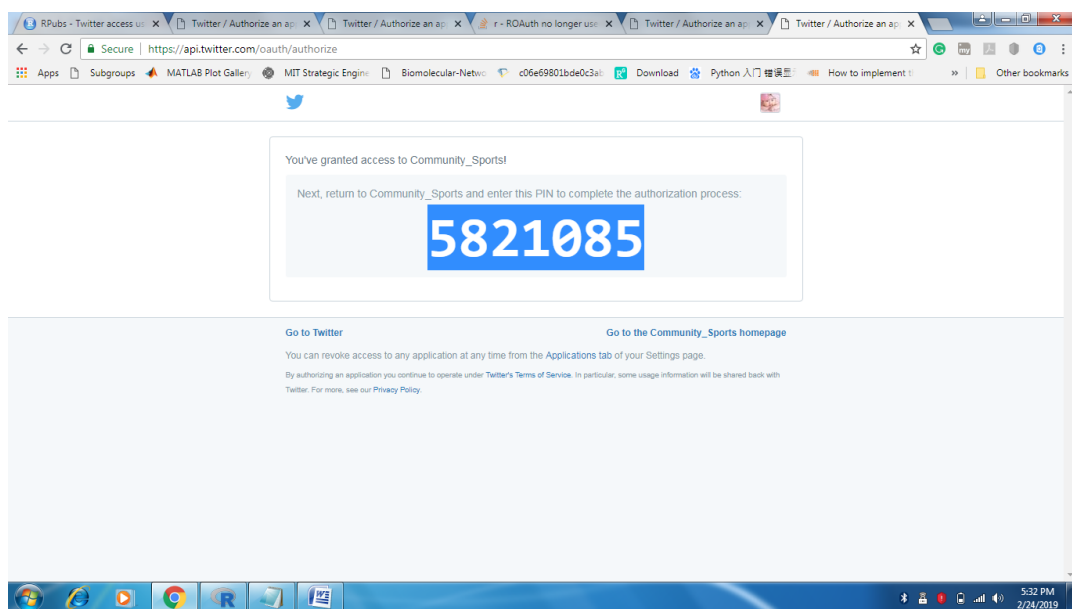 RPubs - Twitter access us
Twitter / Authorize an ap
Twitter / Authorize an ap
r - ROAuth no longer use
Twitter / Authorize an ap
Twitter / Authorize an ap
Secure | https://api.twitter.com/oauth/authorize
Apps Subgroups MATLAB Plot Gallery MIT Strategic Engine Biomolecular-Netwo c06e69801bde0c3ab Download Python 入门 错误显 How to implement t » Other bookmarks
You've granted access to Community_Sports!
Next, return to Community_Sports and enter this PIN to complete the authorization process:
5821085
Go to Twitter Go to the Community_Sports homepage
You can revoke access to any application at any time from the Applications tab of your Settings page.
By authorizing an application you continue to operate under Twitter's Terms of Service. In particular, some usage information will be shared back with
Twitter. For more, see our Privacy Policy.
5:32 PM
2/24/2019